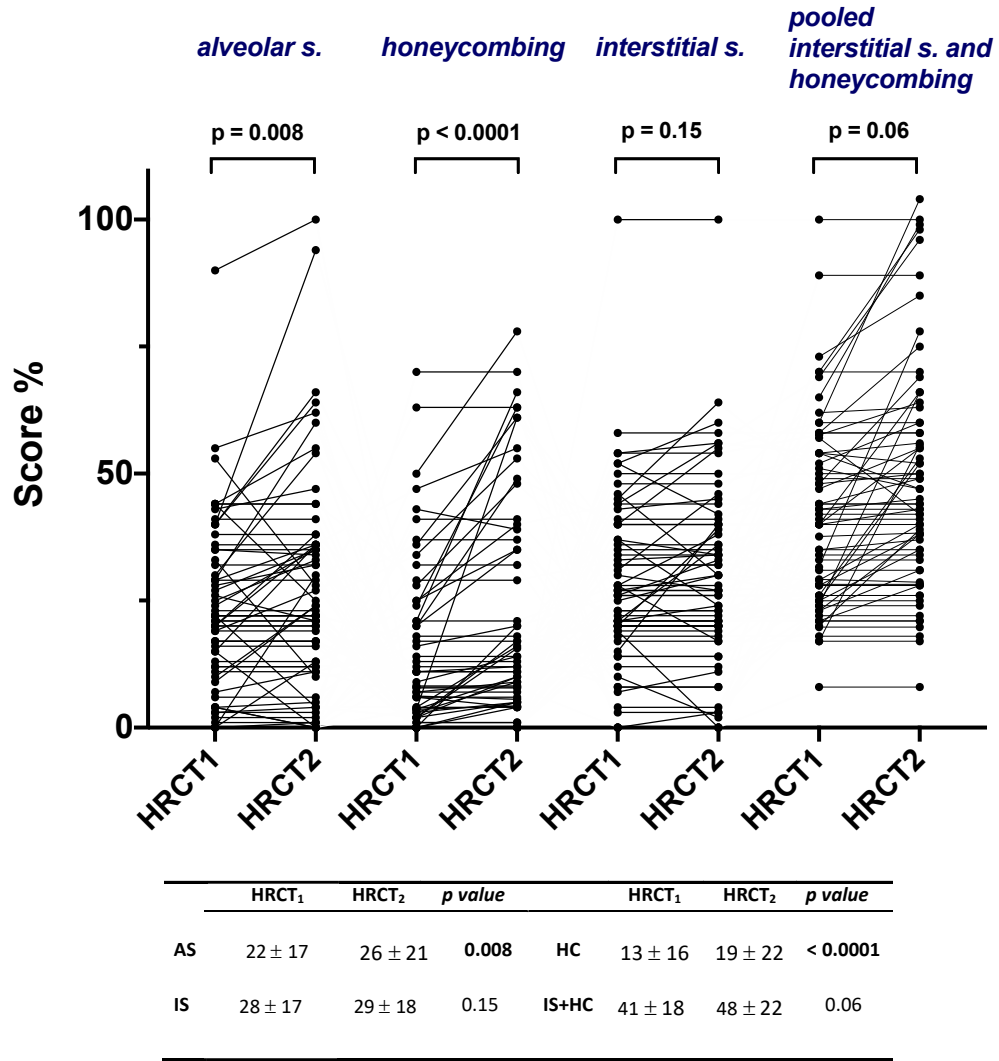 alveolar s. honeycombing interstitial s. pooled
interstitial s. and
honeycombing
p = 0.008 p < 0.0001 p = 0.15 p = 0.06
100
50
0
Score %
HRCT1 HRCT2 HRCT1 HRCT2 HRCT1 HRCT2 HRCT1 HRCT2
HRCT₁ HRCT₂ p value HRCT₁ HRCT₂ p value
AS 22 ± 17 26 ± 21 0.008 HC 13 ± 16 19 ± 22 < 0.0001
IS 28 ± 17 29 ± 18 0.15 IS+HC 41 ± 18 48 ± 22 0.06